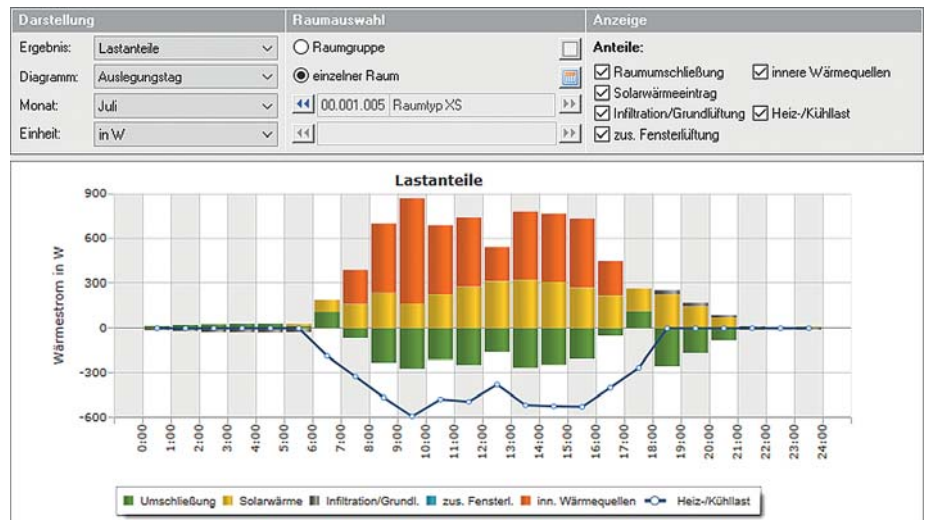 Darstellung
Ergebnis: Lastanteile
Diagramm: Auslegungstag
Monat: Juli
Einheit: in W
Raumauswahl
Raumgruppe
einzelner Raum
00.001.005 Raumtyp XS
Anzeige
Anteile:
Raumumschließung innere Wärmequellen
Solarwärmeeintrag
Infiltration/Grundlüftung Heiz-/Kühllast
zus. Fensterlüftung
Lastanteile
Wärmestrom in W
900
600
300
0
-300
-600
0:00 1:00 2:00 3:00 4:00 5:00 6:00 7:00 8:00 9:00 10:00 11:00 12:00 13:00 14:00 15:00 16:00 17:00 18:00 19:00 20:00 21:00 22:00 23:00 24:00
Umschließung Solarwärme Infiltration/Grundl. zus. Fensterl. inn. Wärmequellen Heiz-/Kühllast